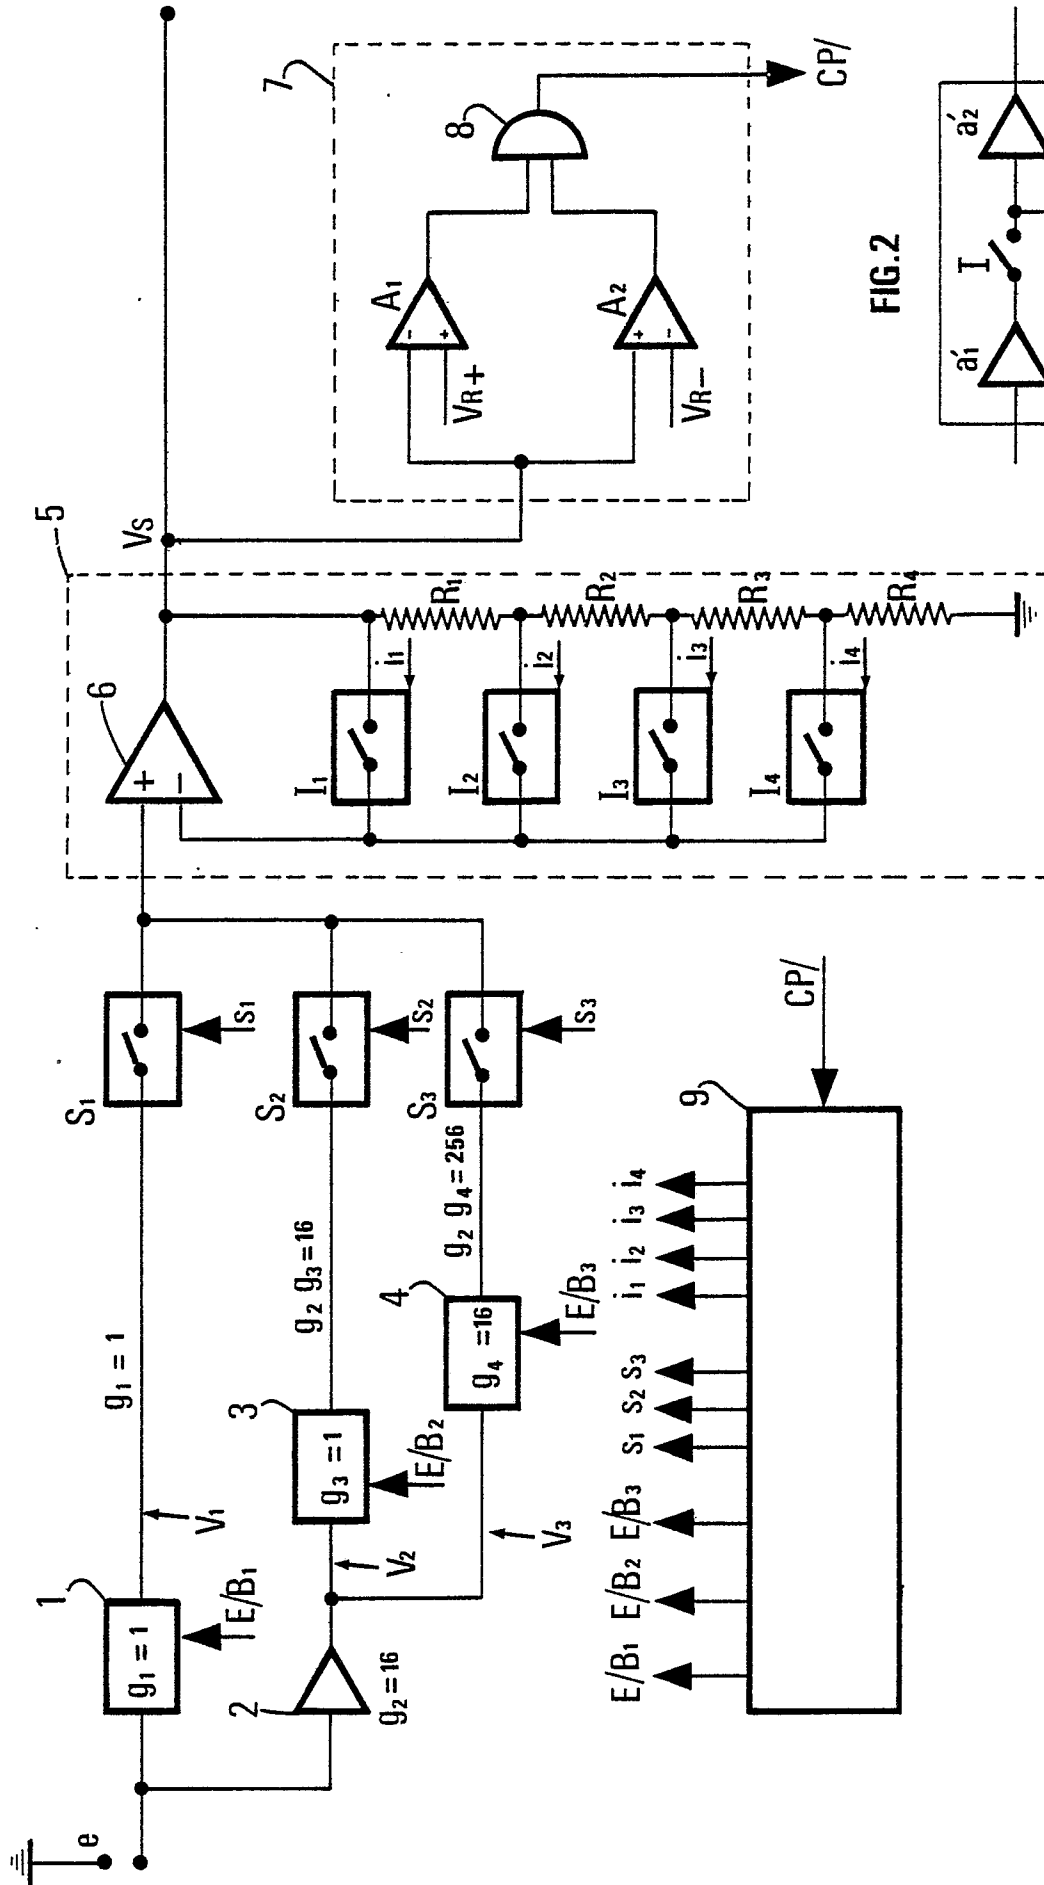 e
1
g₁ = 1
E/B₁
V₁
g₁ = 1
S₁
s₁
2
g₂ = 16
V₂
3
g₃ = 1
E/B₂
g₂ g₃ = 16
S₂
s₂
V₃
4
g₄ = 16
E/B₃
g₂ g₄ = 256
S₃
s₃
5
6
+
−
I₁
i₁
R₁
I₂
i₂
R₂
I₃
i₃
R₃
I₄
i₄
R₄
VS
7
A₁
-
+
VR+
A₂
+
-
VR−
8
CP/
9
E/B₁ E/B₂ E/B₃ s₁ s₂ s₃ i₁ i₂ i₃ i₄
CP/
FIG.2
a'₁
I
a'₂